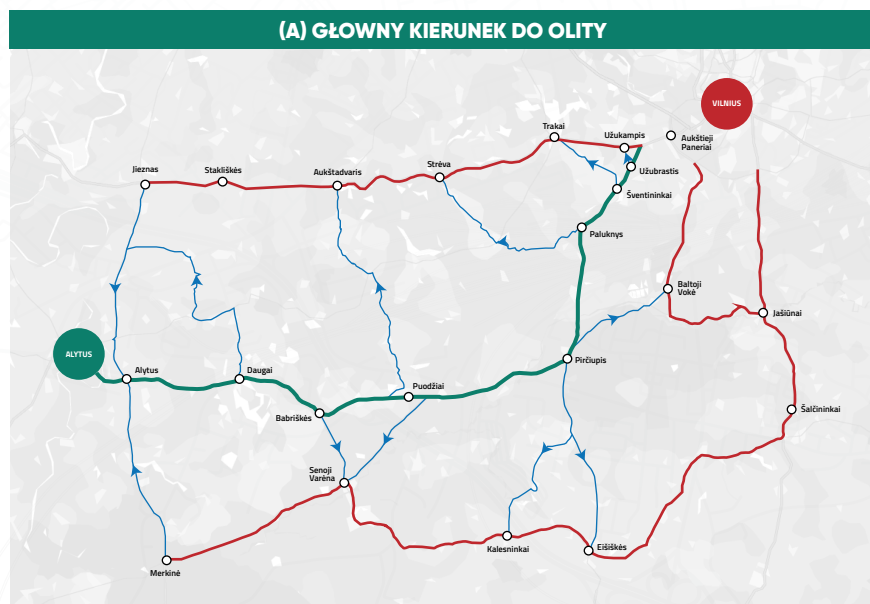 (A) GŁOWNY KIERUNEK DO OLITY
VILNIUS
Trakai
Užukampis
Aukštieji
Paneriai
Jieznas
Stakliškės
Aukštadvaris
Strėva
Užubrastis
Šventininkai
Paluknys
Baltoji
Vokė
Jašiūnai
ALYTUS
Alytus
Daugai
Puodžiai
Pirčiupis
Babriškės
Šalčininkai
Senoji
Varėna
Kalesninkai
Eišiškės
Merkinė